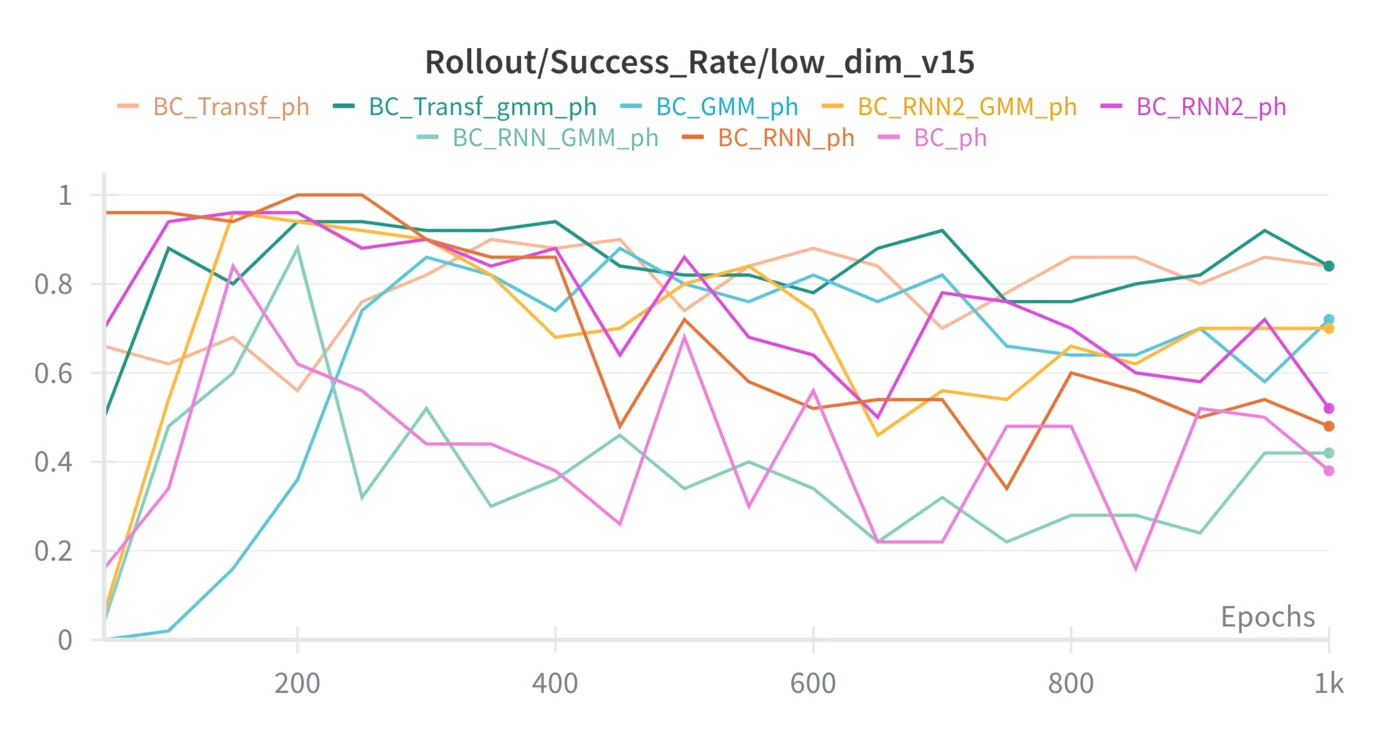 Rollout/Success_Rate/low_dim_v15
BC_Transf_ph BC_Transf_gmm_ph BC_GMM_ph BC_RNN2_GMM_ph BC_RNN2_ph
BC_RNN_GMM_ph BC_RNN_ph BC_ph
1
0.8
0.6
0.4
0.2
0
Epochs
200 400 600 800 1k